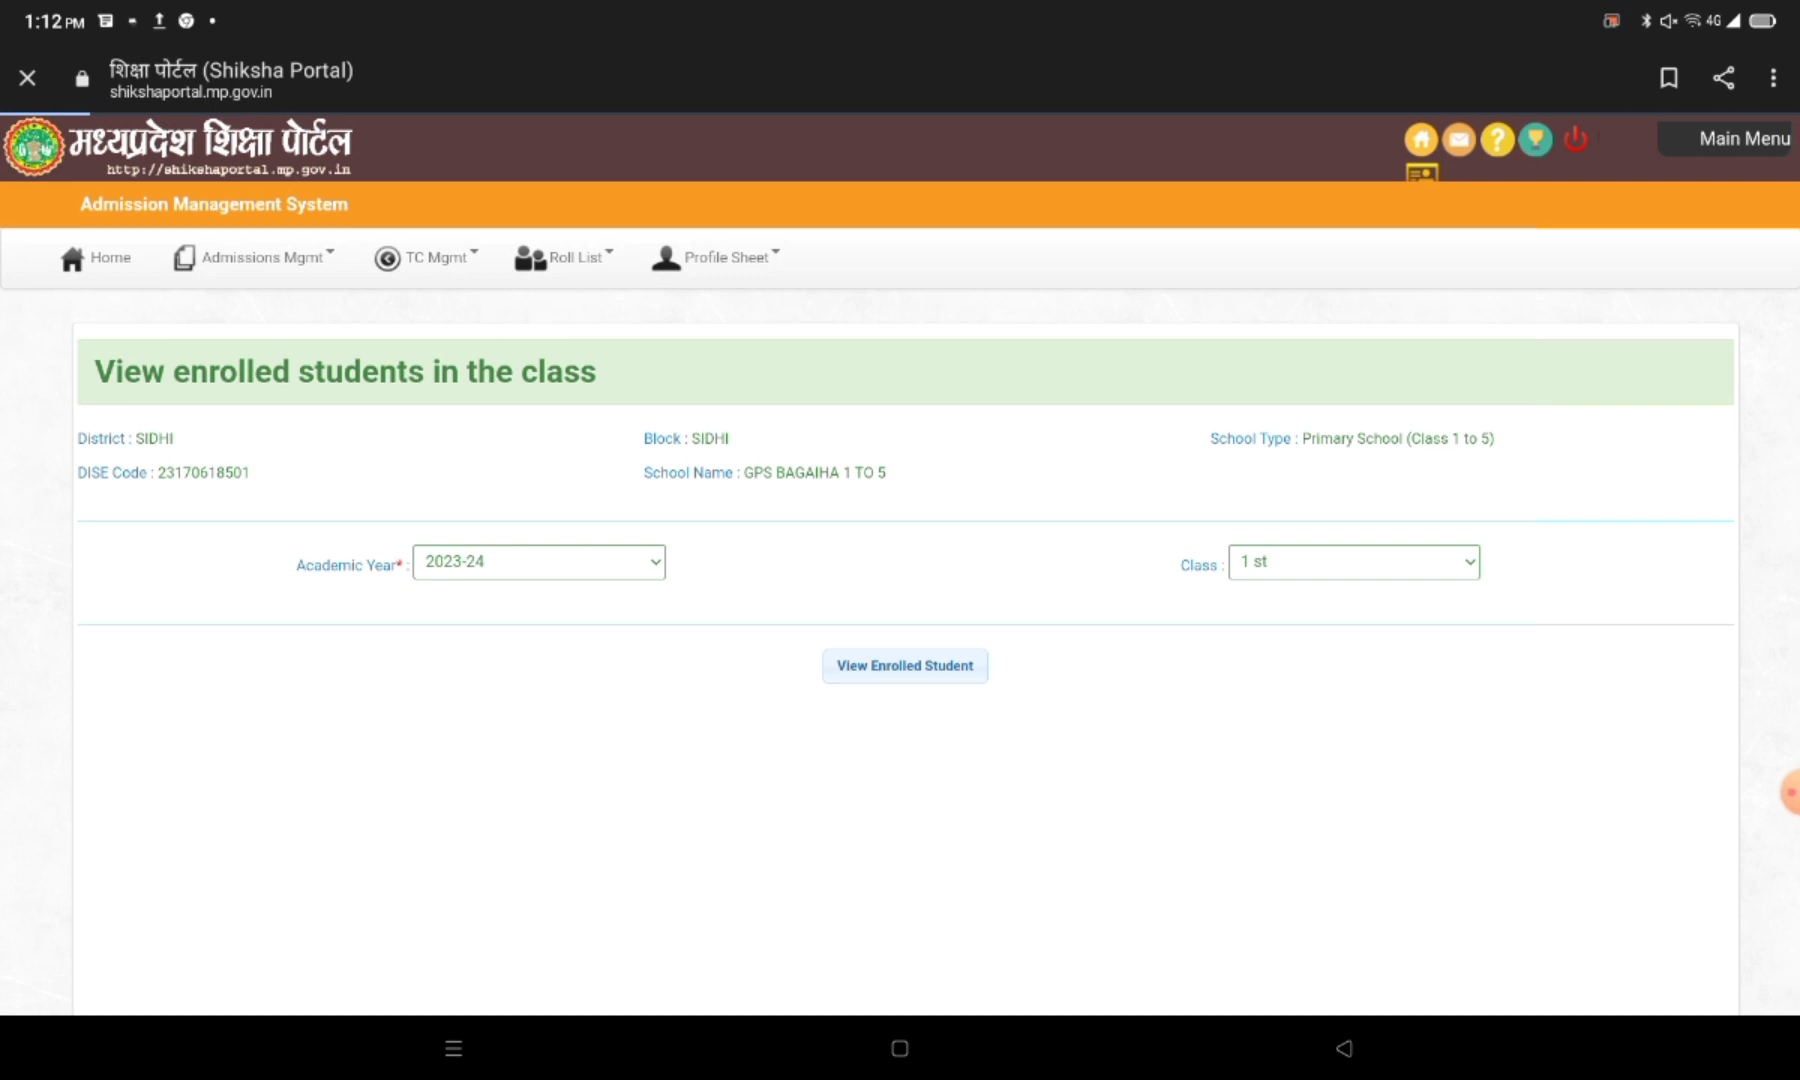 1:12 PM
4G
शिक्षा पोर्टल (Shiksha Portal)
shikshaportal.mp.gov.in
मध्यप्रदेश शिक्षा पोर्टल
http://shikshaportal.mp.gov.in
?
Main Menu
Admission Management System
Home Admissions Mgmt TC Mgmt Roll List Profile Sheet
View enrolled students in the class
District : SIDHI Block : SIDHI School Type : Primary School (Class 1 to 5)
DISE Code : 23170618501 School Name : GPS BAGAIHA 1 TO 5
Academic Year* : 2023-24 Class : 1 st
View Enrolled Student